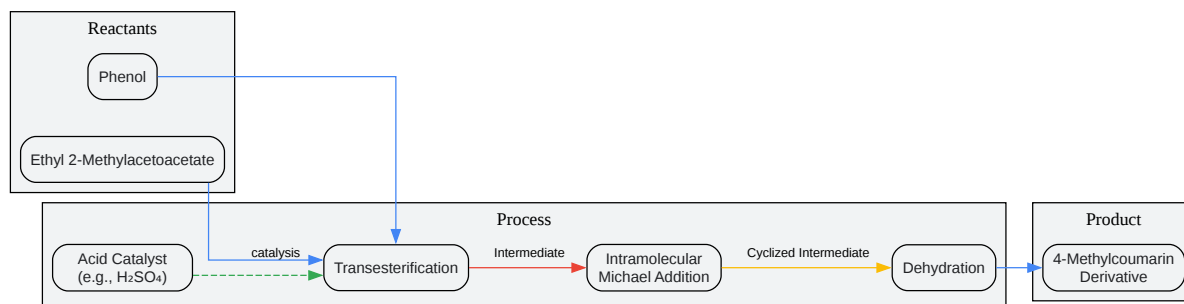 Reactants
Phenol
Ethyl 2-Methylacetoacetate
Process
Acid Catalyst
(e.g., H₂SO₄)
catalysis
Transesterification
Intermediate
Intramolecular
Michael Addition
Cyclized Intermediate
Dehydration
Product
4-Methylcoumarin
Derivative